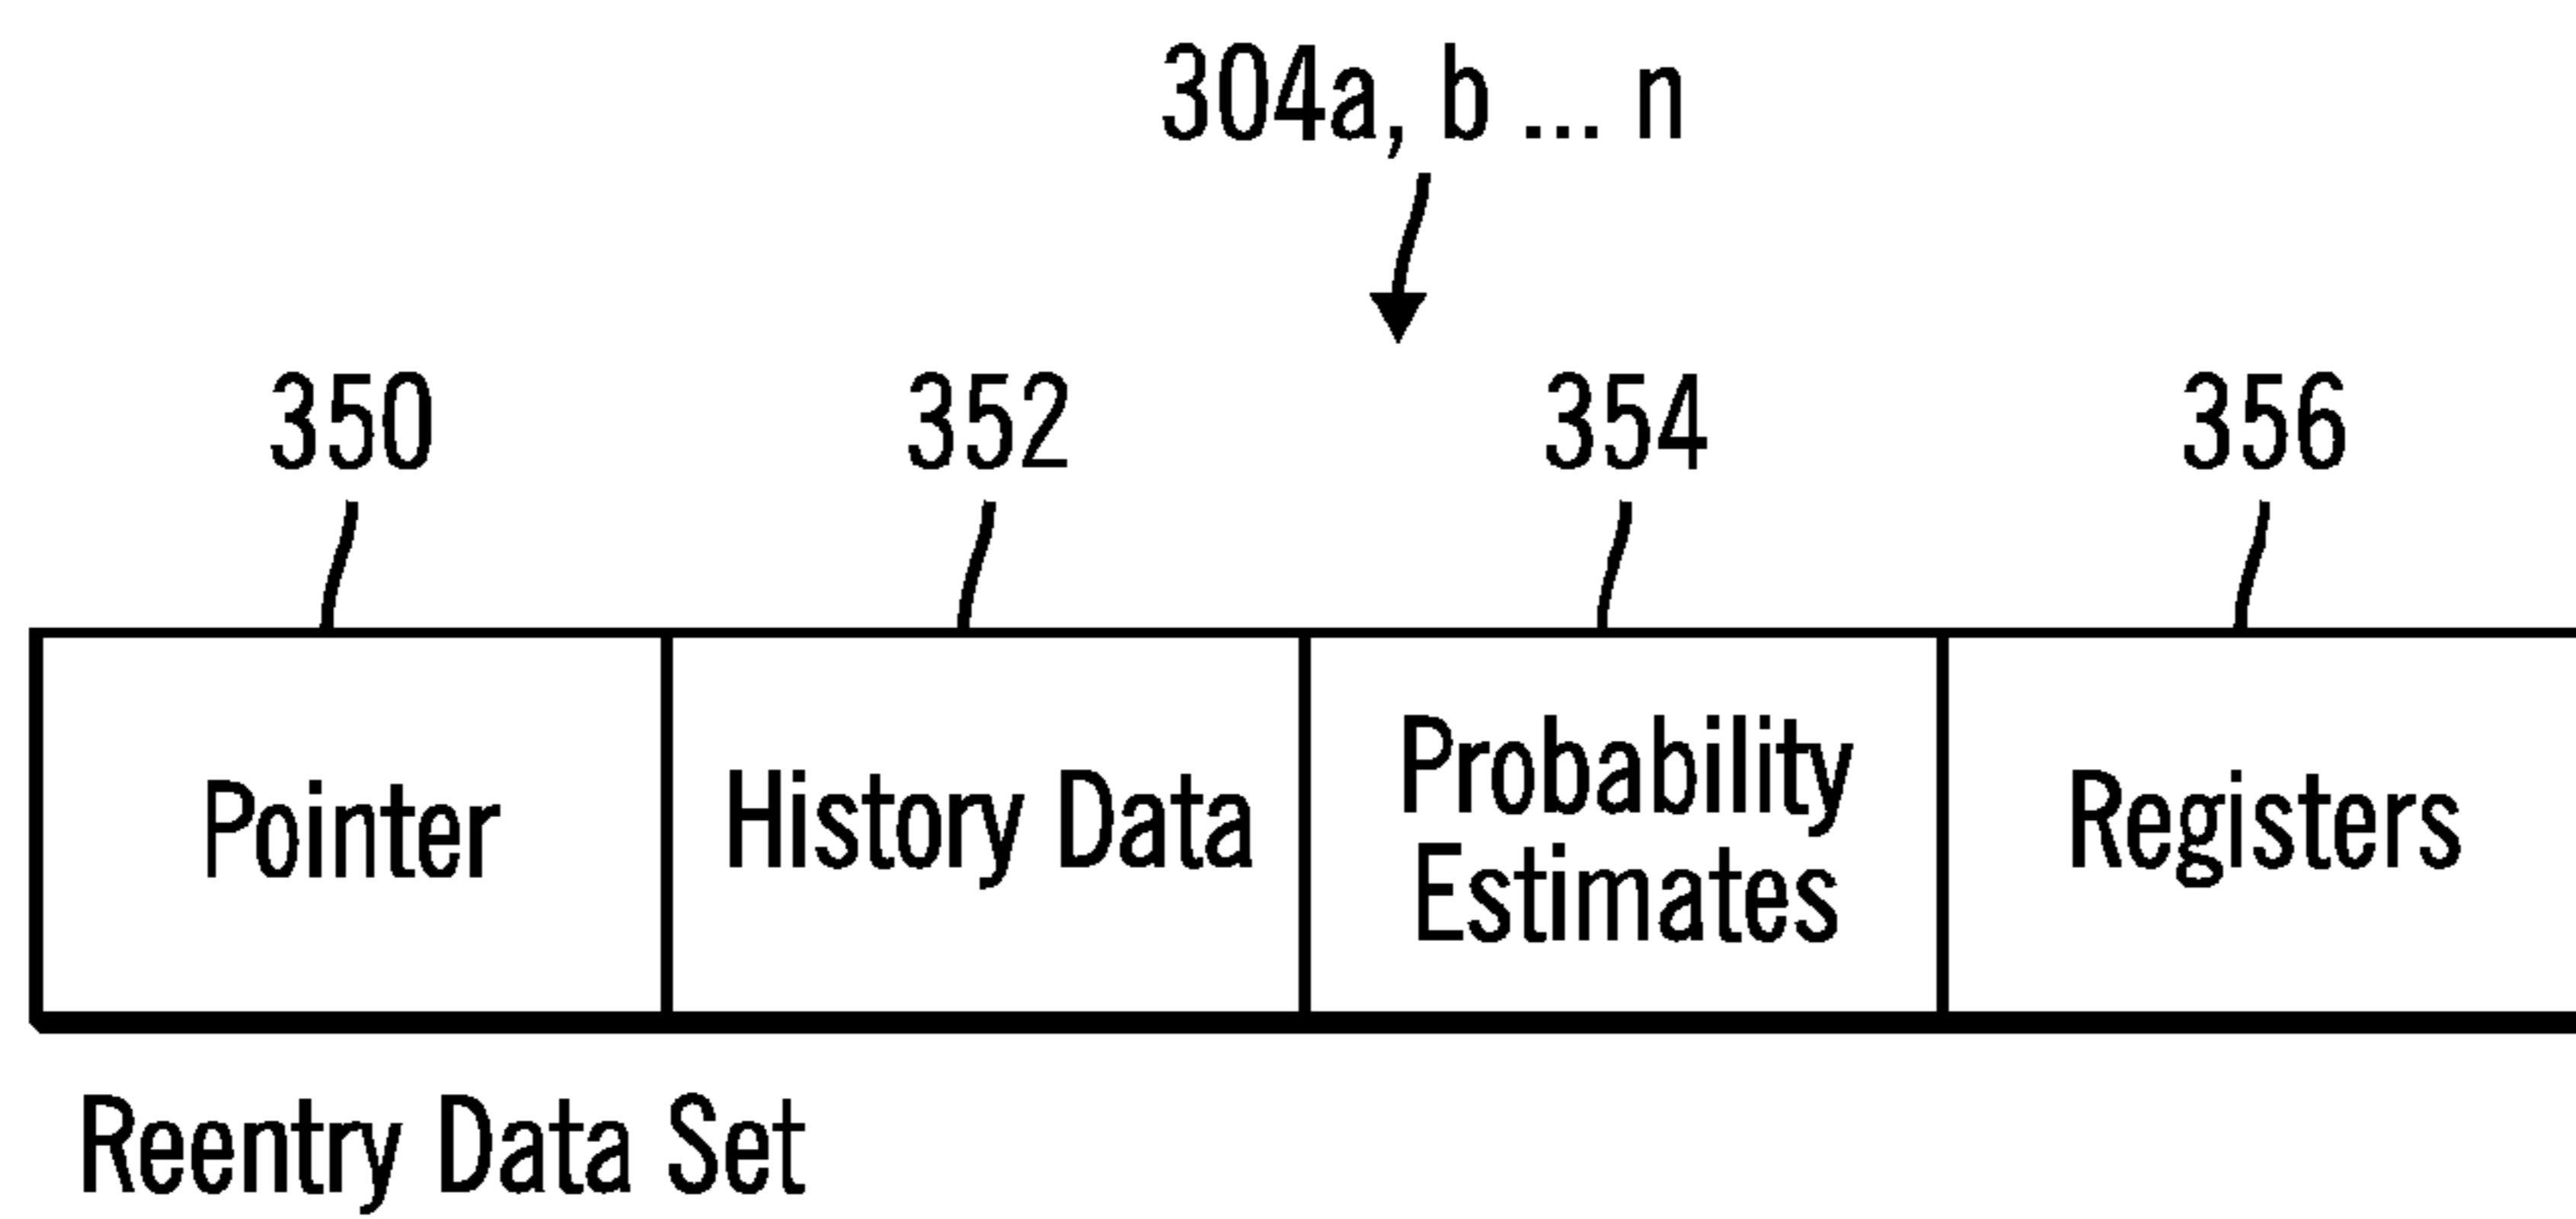 304a, b ... n
350 352 354 356
Pointer
History Data
Probability
Estimates
Registers
Reentry Data Set